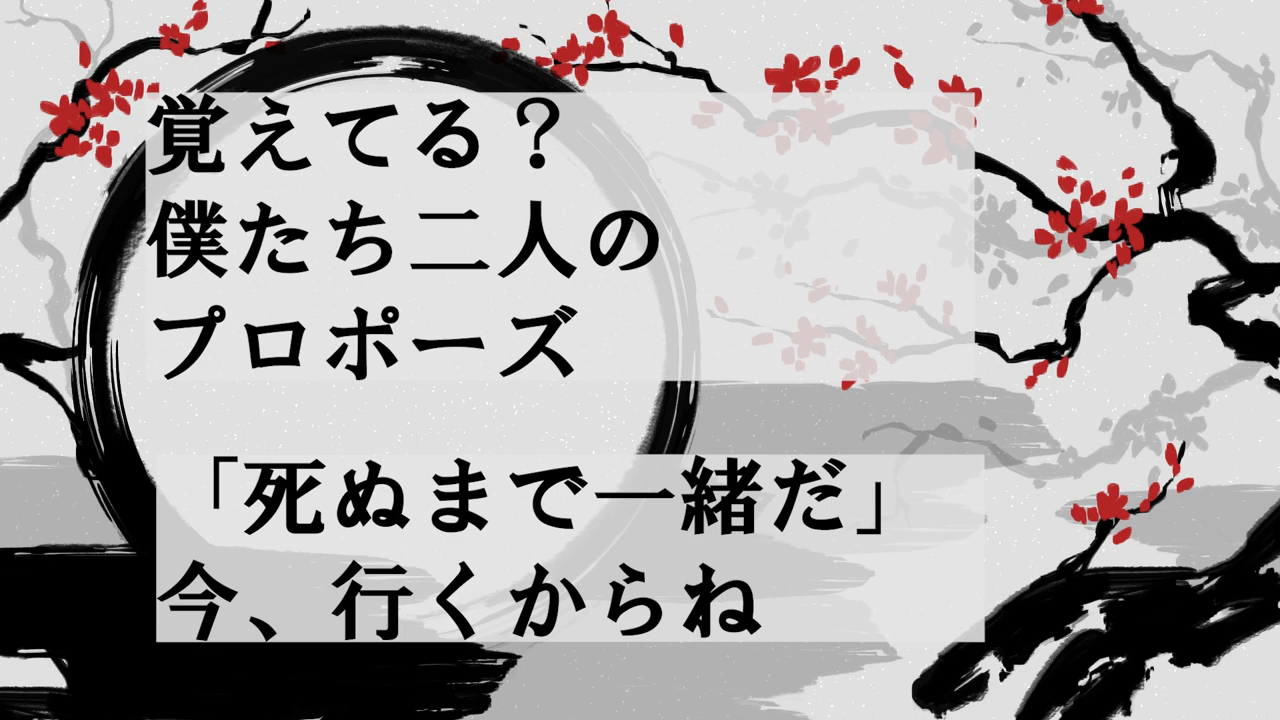 覚えてる？
僕たち二人の
プロポーズ
「死ぬまで一緒だ」
今、行くからね